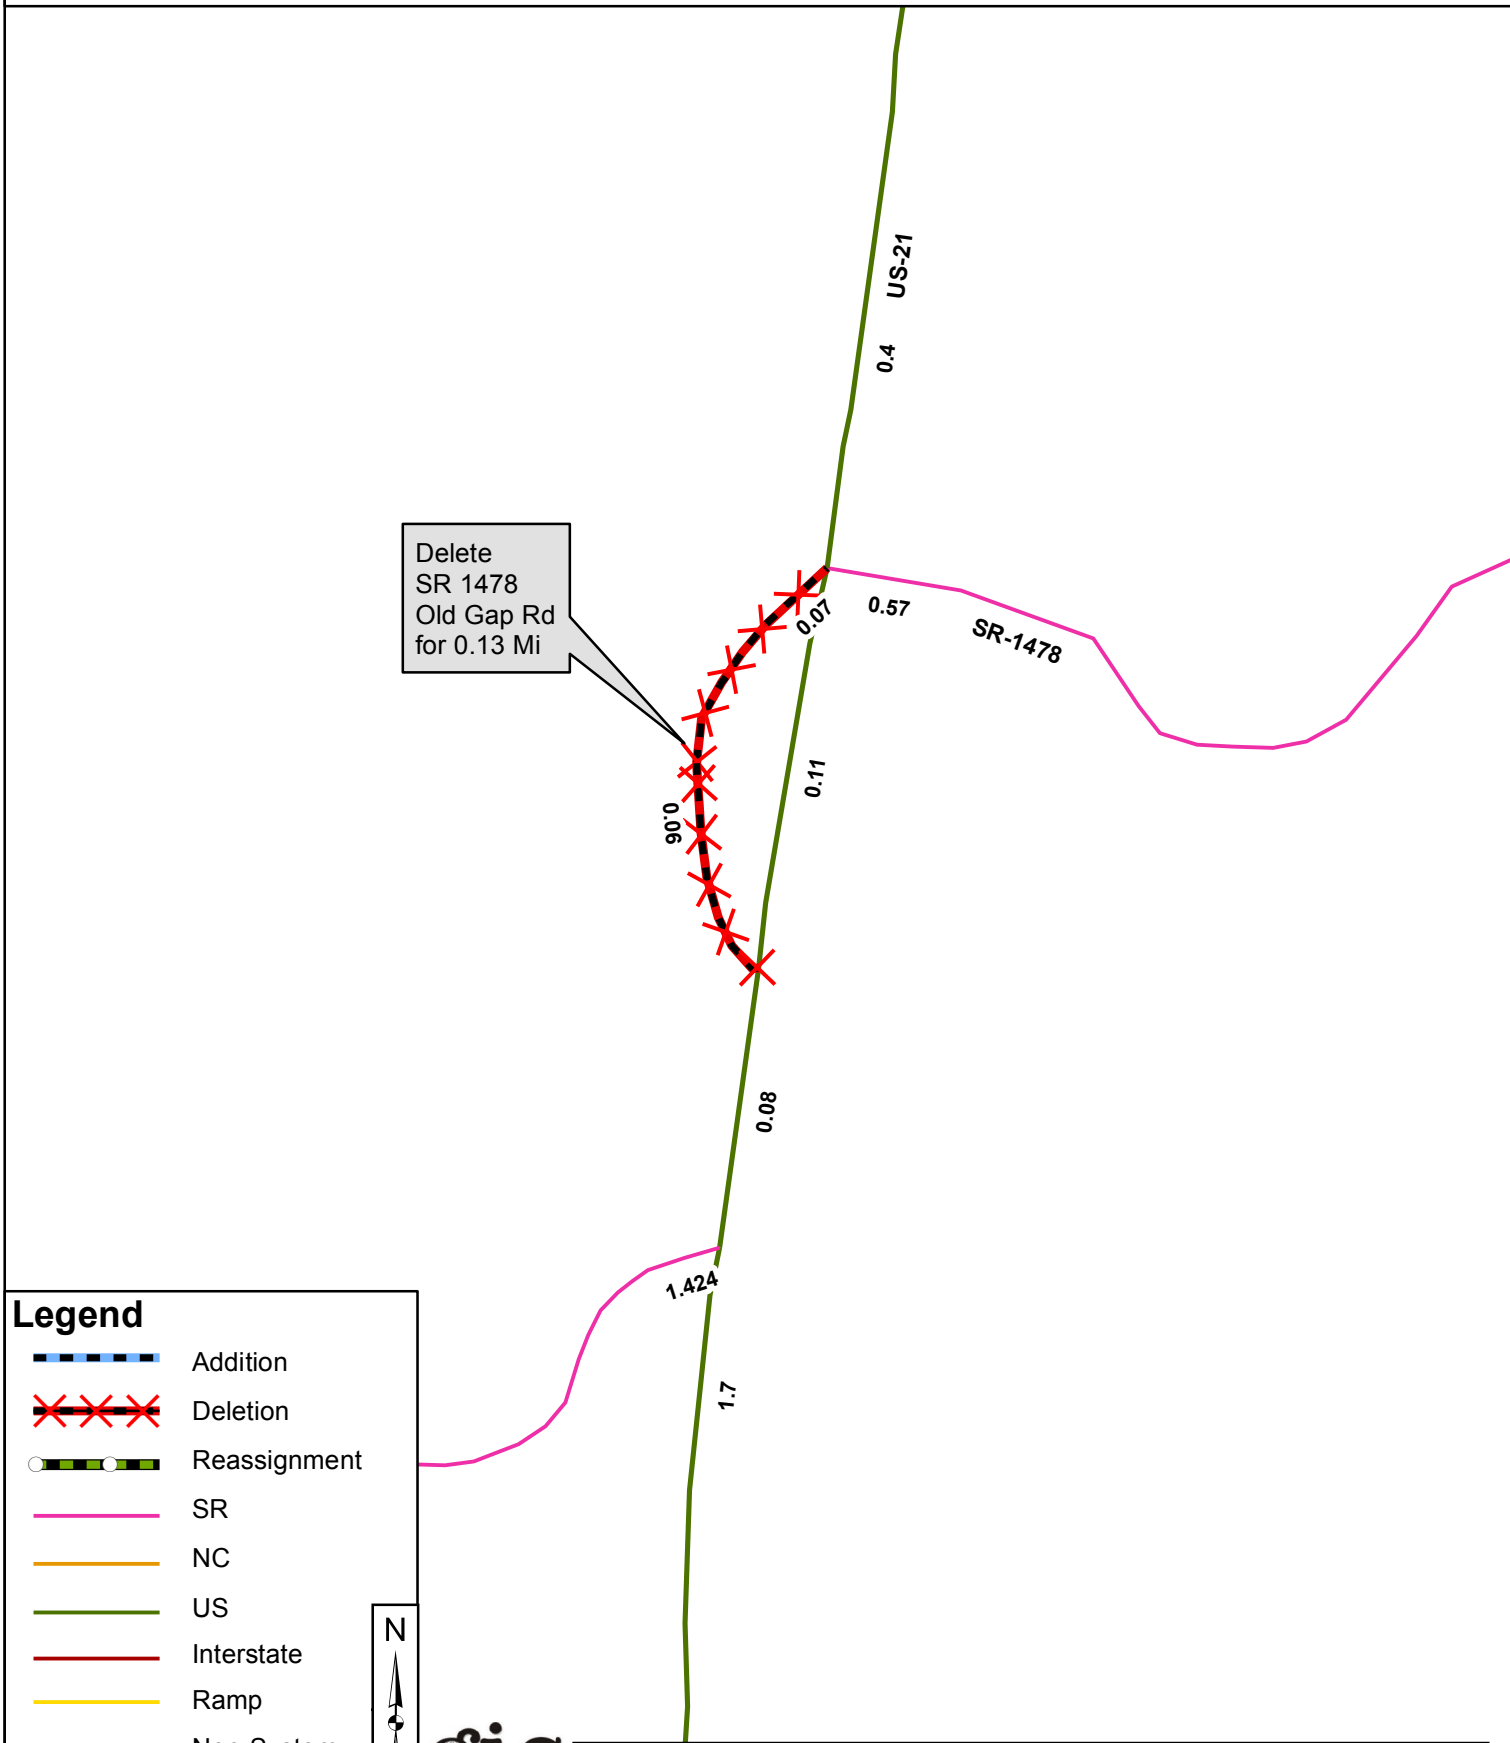 US-21
0.4
Delete
SR 1478
Old Gap Rd
for 0.13 Mi
0.07
0.57
SR-1478
0.11
0.06
0.08
1.424
1.7
Legend
Addition
Deletion
Reassignment
SR
NC
US
Interstate
Ramp
N